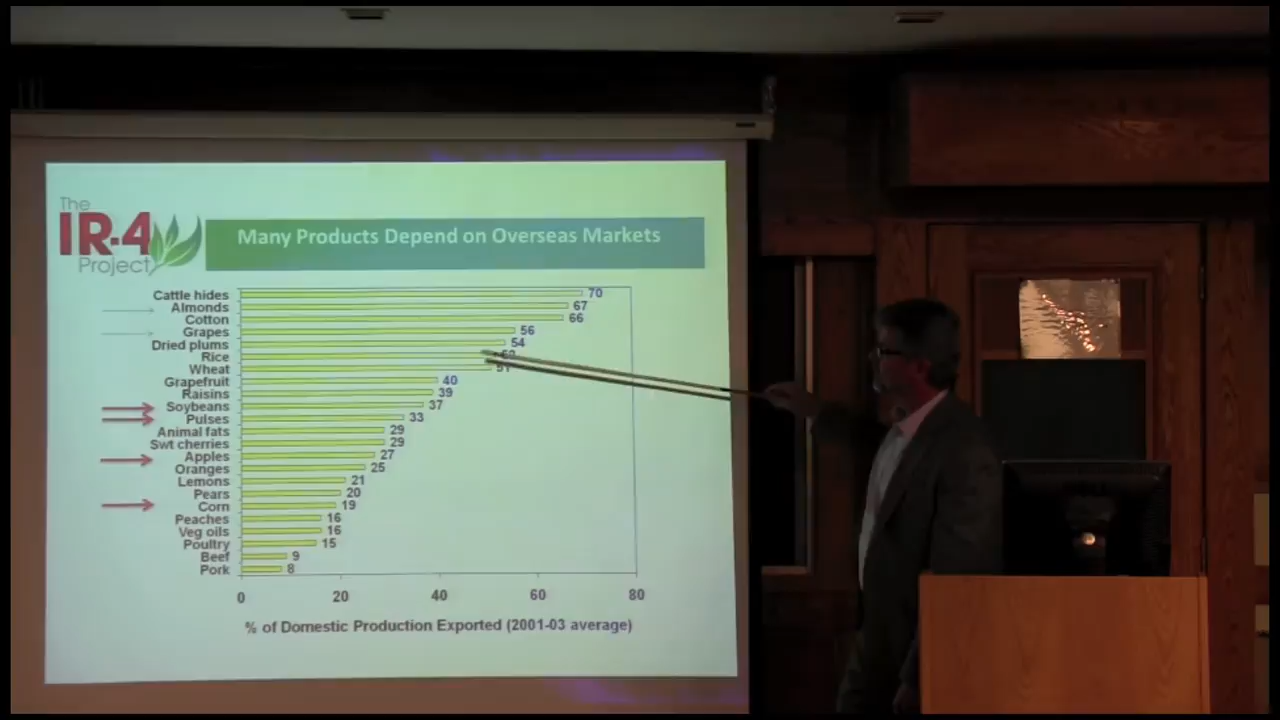 The
IR-4
Project
Many Products Depend on Overseas Markets
Cattle hides 70
Almonds 67
Cotton 66
Grapes 56
Dried plums 54
Rice
Wheat 51
Grapefruit 40
Raisins 39
Soybeans 37
Pulses 33
Animal fats 29
Swt cherries 29
Apples 27
Oranges 25
Lemons 21
Pears 20
Corn 19
Peaches 16
Veg oils 16
Poultry 15
Beef 9
Pork 8
0 20 40 60 80
% of Domestic Production Exported (2001-03 average)